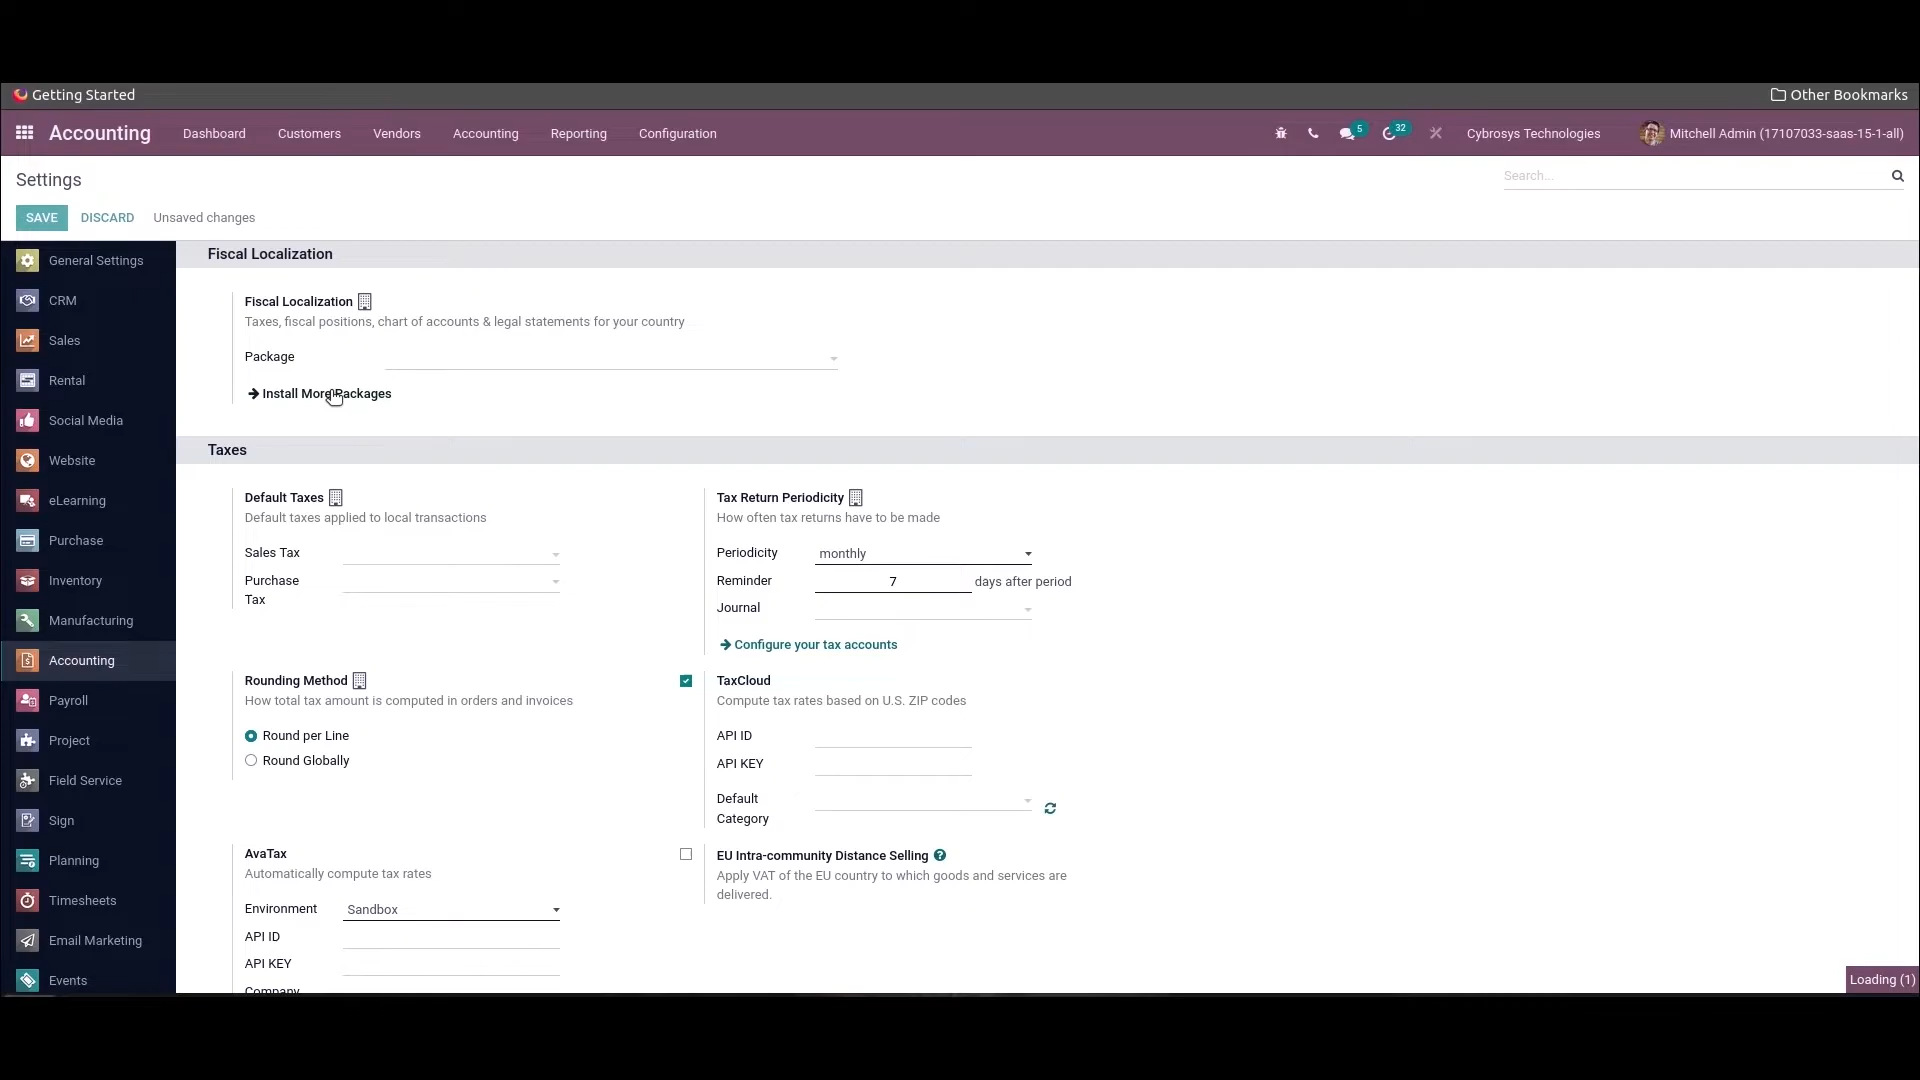 Getting Started
Other Bookmarks
Accounting
Dashboard
Customers
Vendors
Accounting
Reporting
Configuration
5
32
Cybrosys Technologies
Mitchell Admin (17107033-saas-15-1-all)
Settings
Search...
SAVE
DISCARD
Unsaved changes
General Settings
CRM
Sales
Rental
Social Media
Website
eLearning
Purchase
Inventory
Manufacturing
Accounting
Payroll
Project
Field Service
Sign
Planning
Timesheets
Email Marketing
Events
Fiscal Localization
Fiscal Localization
Taxes, fiscal positions, chart of accounts & legal statements for your country
Package
Install More Packages
Taxes
Default Taxes
Default taxes applied to local transactions
Sales Tax
Purchase
Tax
Tax Return Periodicity
How often tax returns have to be made
Periodicity
monthly
Reminder
7
days after period
Journal
Configure your tax accounts
Rounding Method
How total tax amount is computed in orders and invoices
Round per Line
Round Globally
TaxCloud
Compute tax rates based on U.S. ZIP codes
API ID
API KEY
Default
Category
AvaTax
Automatically compute tax rates
Environment
Sandbox
API ID
API KEY
Company
EU Intra-community Distance Selling
?
Apply VAT of the EU country to which goods and services are
delivered.
Loading (1)